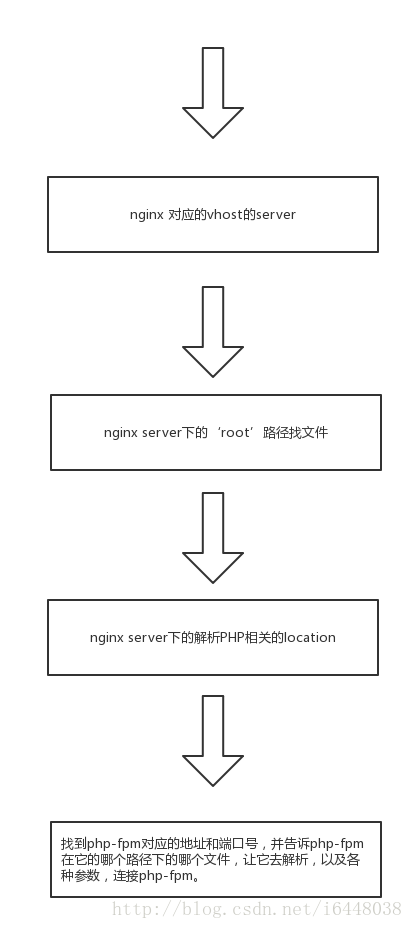 nginx 对应的vhost的server
nginx server下的‘root’路径找文件
nginx server下的解析PHP相关的location
找到php-fpm对应的地址和端口号，并告诉php-fpm
在它的哪个路径下的哪个文件，让它去解析，以及各
种参数，连接php-fpm。
http://blog.csdn.net/i6448038